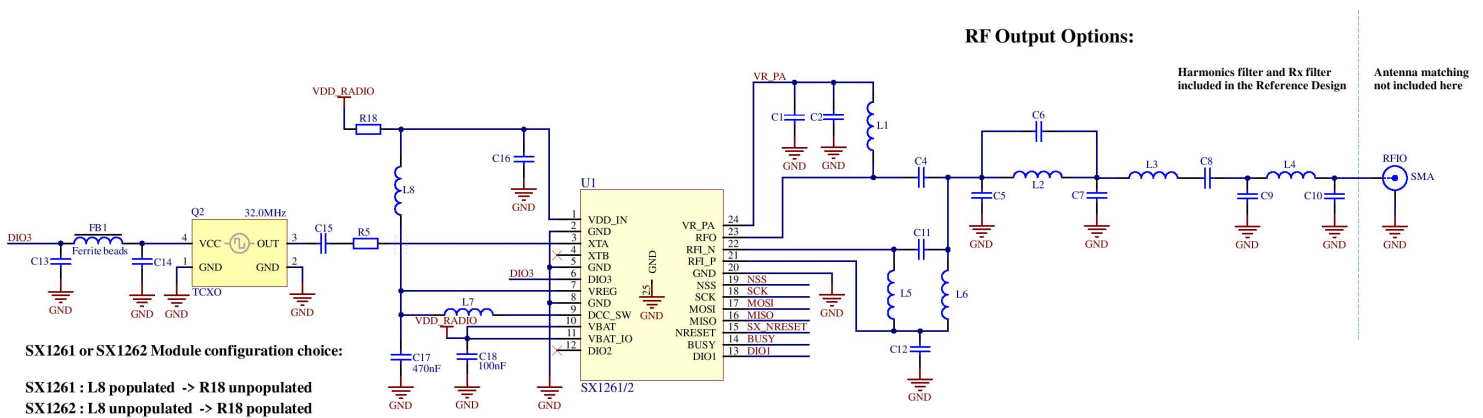 RF Output Options:
Harmonics filter and Rx filter
included in the Reference Design
Antenna matching
not included here
VDD_RADIO
R18
C16
GND
L8
VR_PA
C1
C2
GND
GND
L1
C4
C6
C5
GND
L2
C7
GND
L3
C8
C9
GND
L4
C10
GND
RFIO
SMA
GND
DIO3
C13
GND
FB1
Ferrite beads
C14
GND
Q2
32.0MHz
4
VCC
OUT
3
1
GND
GND
2
TCXO
GND
GND
C15
R5
DIO3
L7
VDD_RADIO
C17
470nF
GND
C18
100nF
GND
GND
U1
1
VDD_IN
2
GND
3
XTA
4
XTB
5
GND
6
DIO3
7
VREG
8
GND
9
DCC_SW
10
VBAT
11
VBAT_IO
12
DIO2
GND
25
GND
VR_PA
24
RFO
23
RFI_N
22
RFI_P
21
GND
20
NSS
19
NSS
SCK
18
SCK
MOSI
17
MOSI
MISO
16
MISO
NRESET
15
SX_NRESET
BUSY
14
BUSY
DIO1
13
DIO1
SX1261/2
GND
C11
L5
L6
C12
GND
SX1261 or SX1262 Module configuration choice:
SX1261 : L8 populated -> R18 unpopulated
SX1262 : L8 unpopulated -> R18 populated